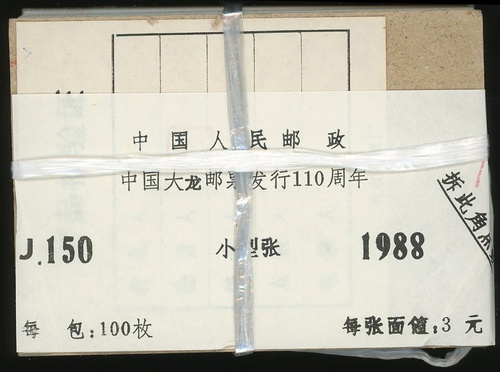 中国人民邮政
中国大龙邮票发行110周年
J.150 小型张 1988
拆此角
每 包:100枚 每张面值:3元